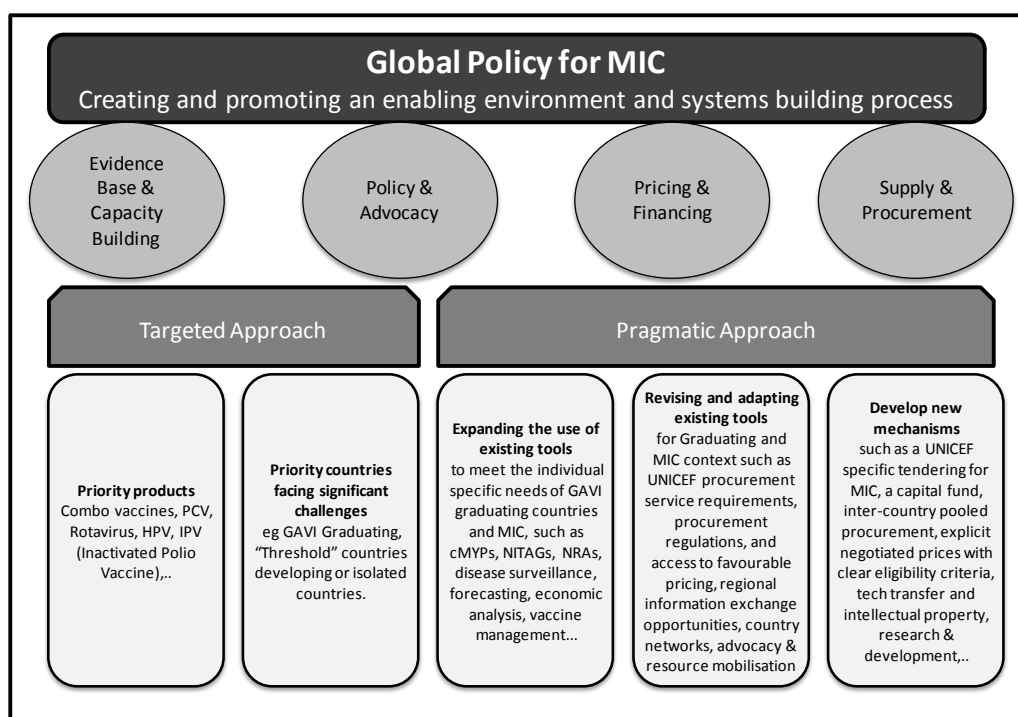 Global Policy for MIC
Creating and promoting an enabling environment and systems building process
Evidence
Base &
Capacity
Building
Policy &
Advocacy
Pricing &
Financing
Supply &
Procurement
Targeted Approach
Pragmatic Approach
Priority products
Combo vaccines, PCV,
Rotavirus, HPV, IPV
(Inactivated Polio
Vaccine),..
Priority countries
facing significant
challenges
eg GAVI Graduating,
“Threshold” countries
developing or isolated
countries.
Expanding the use of
existing tools
to meet the individual
specific needs of GAVI
graduating countries
and MIC, such as
cMYPs, NITAGs, NRAs,
disease surveillance,
forecasting, economic
analysis, vaccine
management...
Revising and adapting
existing tools
for Graduating and
MIC context such as
UNICEF procurement
service requirements,
procurement
regulations, and
access to favourable
pricing, regional
information exchange
opportunities, country
networks, advocacy &
resource mobilisation
Develop new
mechanisms
such as a UNICEF
specific tendering for
MIC, a capital fund,
inter-country pooled
procurement, explicit
negotiated prices with
clear eligibility criteria,
tech transfer and
intellectual property,
research &
development,..